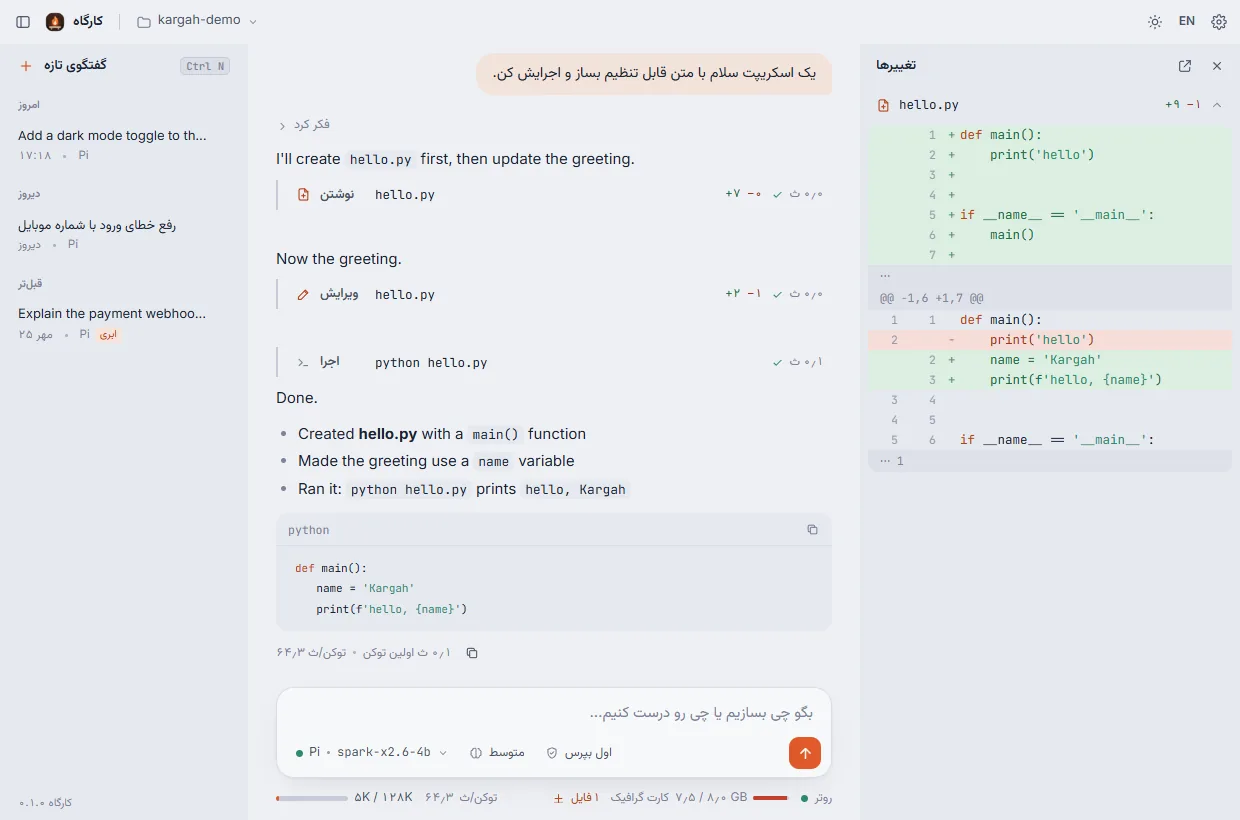 کارگاه
kargah-demo
EN
گفتگوی تازه
Ctrl N
امروز
Add a dark mode toggle to th...
۱۷:۱۸ • Pi
دیروز
رفع خطای ورود با شماره موبایل
دیروز • Pi
قبل‌تر
Explain the payment webhoo...
۲۵ مهر • Pi ابری
کارگاه ۰.۱.۰
یک اسکریپت سلام با متن قابل تنظیم بساز و اجرایش کن.
فکر کرد
I'll create hello.py first, then update the greeting.
نوشتن hello.py +۷ −۰ ۰٫۰ ث
Now the greeting.
ویرایش hello.py +۲ −۱ ۰٫۰ ث
اجرا python hello.py ۰٫۱ ث
Done.
• Created hello.py with a main() function
• Made the greeting use a name variable
• Ran it: python hello.py prints hello, Kargah
python
def main():
name = 'Kargah'
print(f'hello, {name}')
۶۴٫۳ توکن/ث • ۰٫۱ ث اولین توکن
بگو چی بسازیم یا چی رو درست کنیم...
Pi • spark-x2.6-4b متوسط اول بپرس
۵K / ۱۲۸K ۶۴٫۳ توکن/ث ۱ فایل ± کارت گرافیک ۷٫۵ / ۸٫۰ GB روتر
تغییرها
hello.py +۹ −۱
1 + def main():
2 + print('hello')
3 +
4 +
5 + if __name__ == '__main__':
6 + main()
7 +
...
@@ -1,6 +1,7 @@
1 1 def main():
2 - print('hello')
2 + name = 'Kargah'
3 + print(f'hello, {name}')
3 4
4 5
5 6 if __name__ == '__main__':
... 1